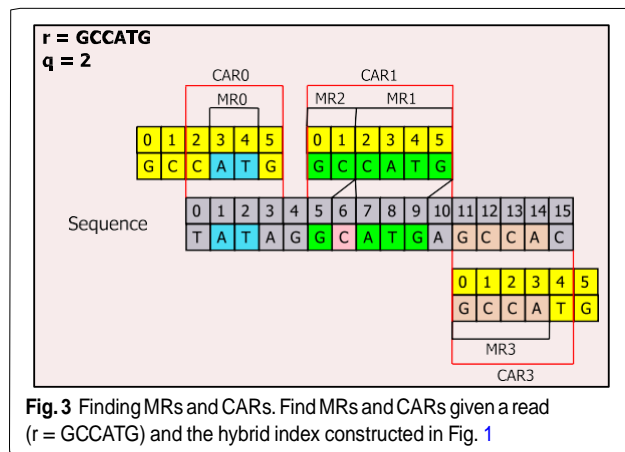 r = GCCATG
q = 2
CAR0 CAR1
MR0 MR2 MR1
0 1 2 3 4 5 0 1 2 3 4 5
G C C A T G G C C A T G
Sequence
0 1 2 3 4 5 6 7 8 9 10 11 12 13 14 15
T A T A G G C A T G A G C C A C
0 1 2 3 4 5
G C C A T G
MR3
CAR3
Fig. 3 Finding MRs and CARs. Find MRs and CARs given a read
(r = GCCATG) and the hybrid index constructed in Fig. 1